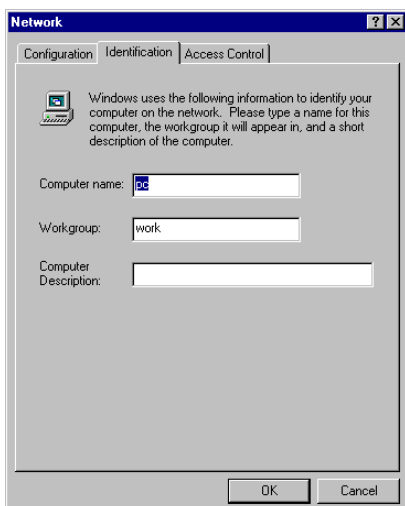 Network
Configuration Identification Access Control
Windows uses the following information to identify your
computer on the network. Please type a name for this
computer, the workgroup it will appear in, and a short
description of the computer.
Computer name: pc
Workgroup: work
Computer
Description:
OK Cancel